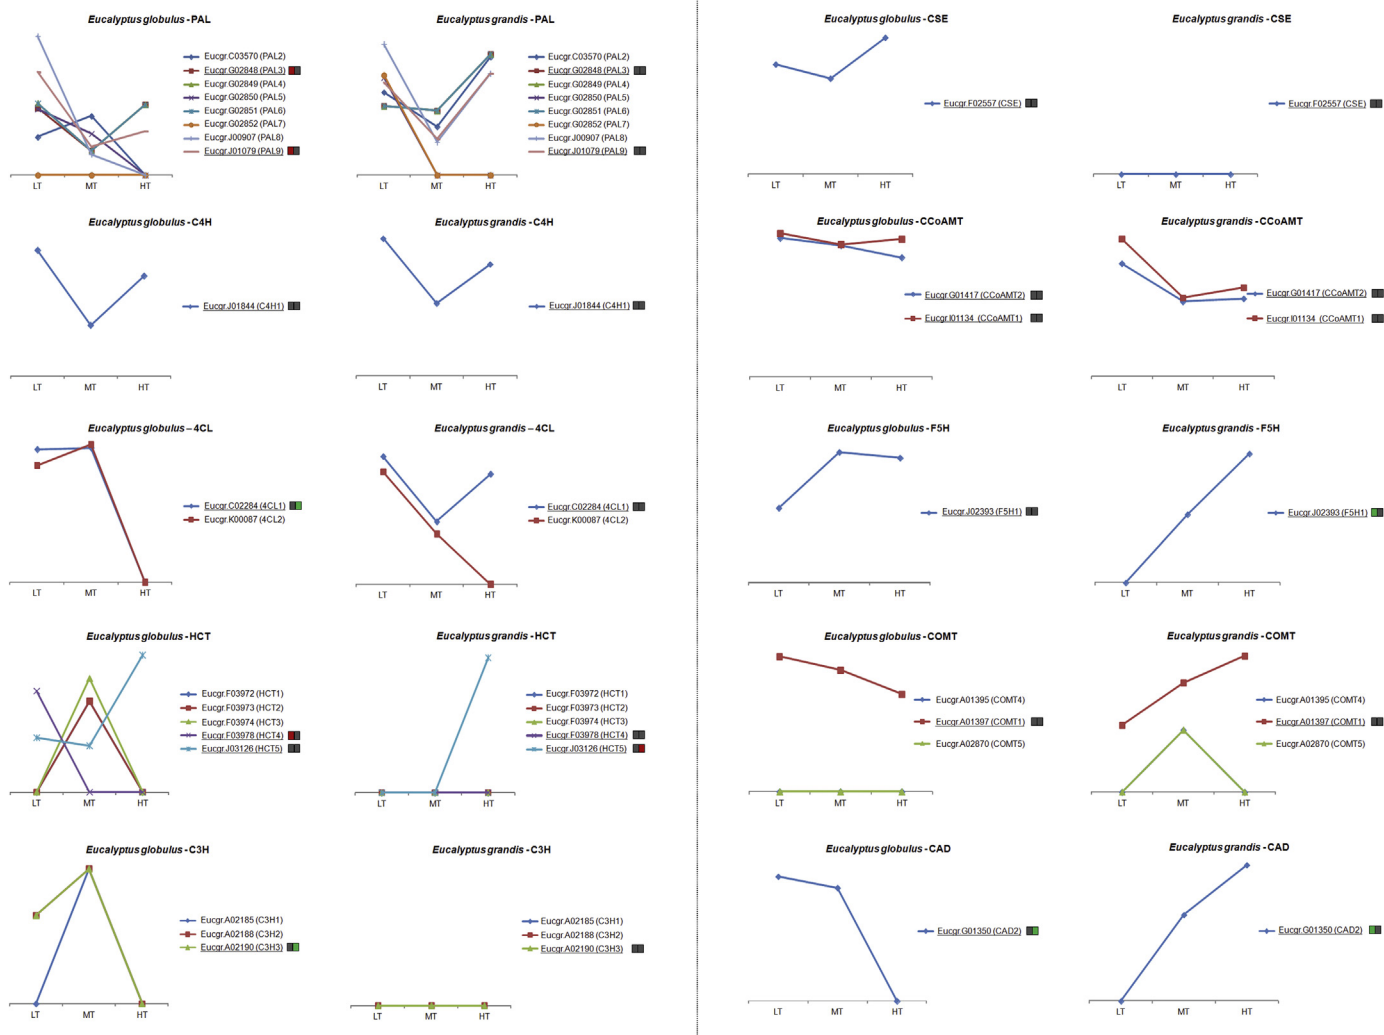 Eucalyptus globulus - PAL
Eucgr.C03570 (PAL2)
Eucgr.G02848 (PAL3)
Eucgr.G02849 (PAL4)
Eucgr.G02850 (PAL5)
Eucgr.G02851 (PAL6)
Eucgr.G02852 (PAL7)
Eucgr.J00907 (PAL8)
Eucgr.J01079 (PAL9)
LT MT HT
Eucalyptus grandis - PAL
Eucgr.C03570 (PAL2)
Eucgr.G02848 (PAL3)
Eucgr.G02849 (PAL4)
Eucgr.G02850 (PAL5)
Eucgr.G02851 (PAL6)
Eucgr.G02852 (PAL7)
Eucgr.J00907 (PAL8)
Eucgr.J01079 (PAL9)
LT MT HT
Eucalyptus globulus - C4H
Eucgr.J01844 (C4H1)
LT MT HT
Eucalyptus grandis - C4H
Eucgr.J01844 (C4H1)
LT MT HT
Eucalyptus globulus – 4CL
Eucgr.C02284 (4CL1)
Eucgr.K00087 (4CL2)
LT MT HT
Eucalyptus grandis – 4CL
Eucgr.C02284 (4CL1)
Eucgr.K00087 (4CL2)
LT MT HT
Eucalyptus globulus - HCT
Eucgr.F03972 (HCT1)
Eucgr.F03973 (HCT2)
Eucgr.F03974 (HCT3)
Eucgr.F03978 (HCT4)
Eucgr.J03126 (HCT5)
LT MT HT
Eucalyptus grandis - HCT
Eucgr.F03972 (HCT1)
Eucgr.F03973 (HCT2)
Eucgr.F03974 (HCT3)
Eucgr.F03978 (HCT4)
Eucgr.J03126 (HCT5)
LT MT HT
Eucalyptus globulus - C3H
Eucgr.A02185 (C3H1)
Eucgr.A02188 (C3H2)
Eucgr.A02190 (C3H3)
LT MT HT
Eucalyptus grandis - C3H
Eucgr.A02185 (C3H1)
Eucgr.A02188 (C3H2)
Eucgr.A02190 (C3H3)
LT MT HT
Eucalyptus globulus - CSE
Eucgr.F02557 (CSE)
LT MT HT
Eucalyptus grandis - CSE
Eucgr.F02557 (CSE)
LT MT HT
Eucalyptus globulus - CCoAMT
Eucgr.G01417 (CCoAMT2)
Eucgr.I01134 (CCoAMT1)
LT MT HT
Eucalyptus grandis - CCoAMT
Eucgr.G01417 (CCoAMT2)
Eucgr.I01134 (CCoAMT1)
LT MT HT
Eucalyptus globulus - F5H
Eucgr.J02393 (F5H1)
LT MT HT
Eucalyptus grandis - F5H
Eucgr.J02393 (F5H1)
LT MT HT
Eucalyptus globulus - COMT
Eucgr.A01395 (COMT4)
Eucgr.A01397 (COMT1)
Eucgr.A02870 (COMT5)
LT MT HT
Eucalyptus grandis - COMT
Eucgr.A01395 (COMT4)
Eucgr.A01397 (COMT1)
Eucgr.A02870 (COMT5)
LT MT HT
Eucalyptus globulus - CAD
Eucgr.G01350 (CAD2)
LT MT HT
Eucalyptus grandis - CAD
Eucgr.G01350 (CAD2)
LT MT HT